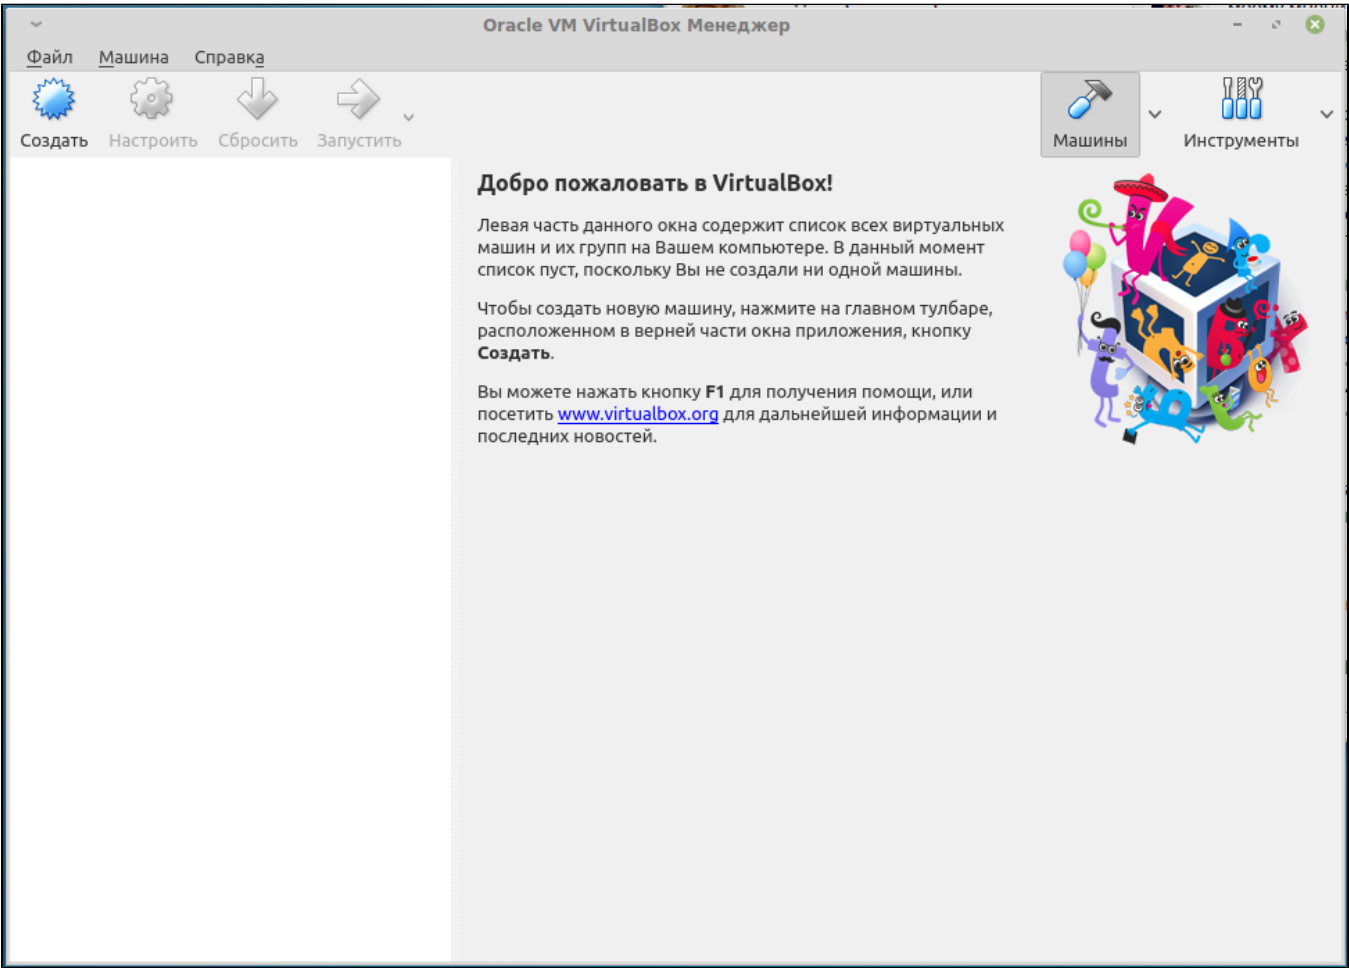 Oracle VM VirtualBox Менеджер
Файл Машина Справка
Создать Настроить Сбросить Запустить Машины Инструменты
Добро пожаловать в VirtualBox!
Левая часть данного окна содержит список всех виртуальных
машин и их групп на Вашем компьютере. В данный момент
список пуст, поскольку Вы не создали ни одной машины.
Чтобы создать новую машину, нажмите на главном тулбаре,
расположенном в верней части окна приложения, кнопку
Создать.
Вы можете нажать кнопку F1 для получения помощи, или
посетить www.virtualbox.org для дальнейшей информации и
последних новостей.